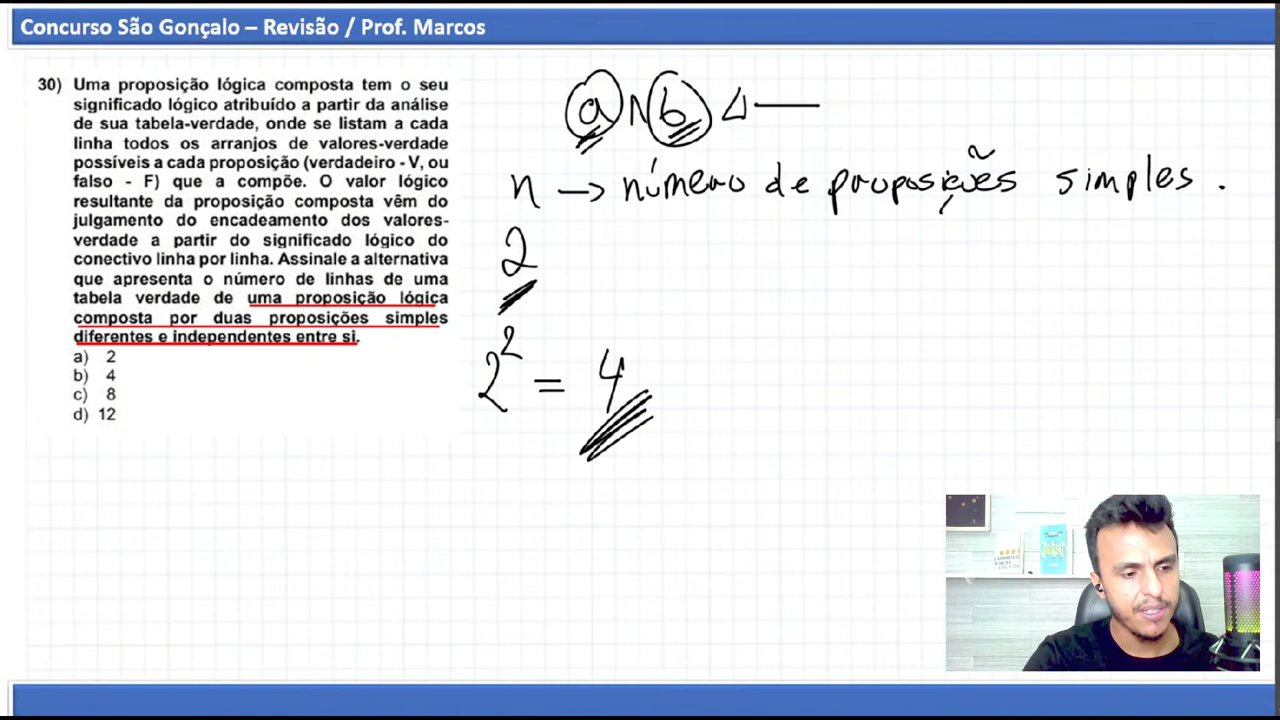 Concurso São Gonçalo – Revisão / Prof. Marcos
30) Uma proposição lógica composta tem o seu
significado lógico atribuído a partir da análise
de sua tabela-verdade, onde se listam a cada
linha todos os arranjos de valores-verdade
possíveis a cada proposição (verdadeiro - V, ou
falso - F) que a compõe. O valor lógico
resultante da proposição composta vêm do
julgamento do encadeamento dos valores-
verdade a partir do significado lógico do
conectivo linha por linha. Assinale a alternativa
que apresenta o número de linhas de uma
tabela verdade de uma proposição lógica
composta por duas proposições simples
diferentes e independentes entre si.
a) 2
b) 4
c) 8
d) 12
a ∧ b
n → número de proposições simples.
2
2² = 4